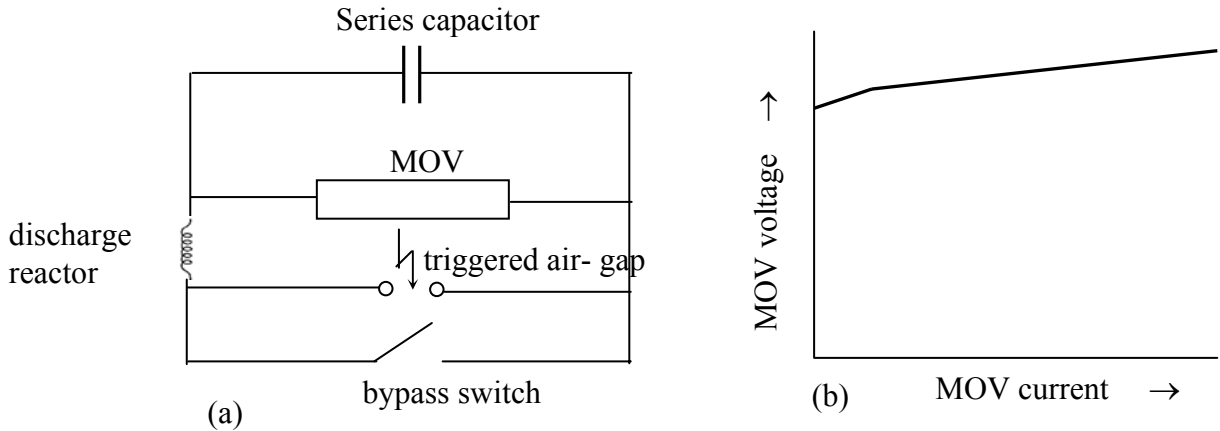 Series capacitor
MOV
discharge
reactor
triggered air- gap
bypass switch
(a)
MOV voltage →
MOV current →
(b)